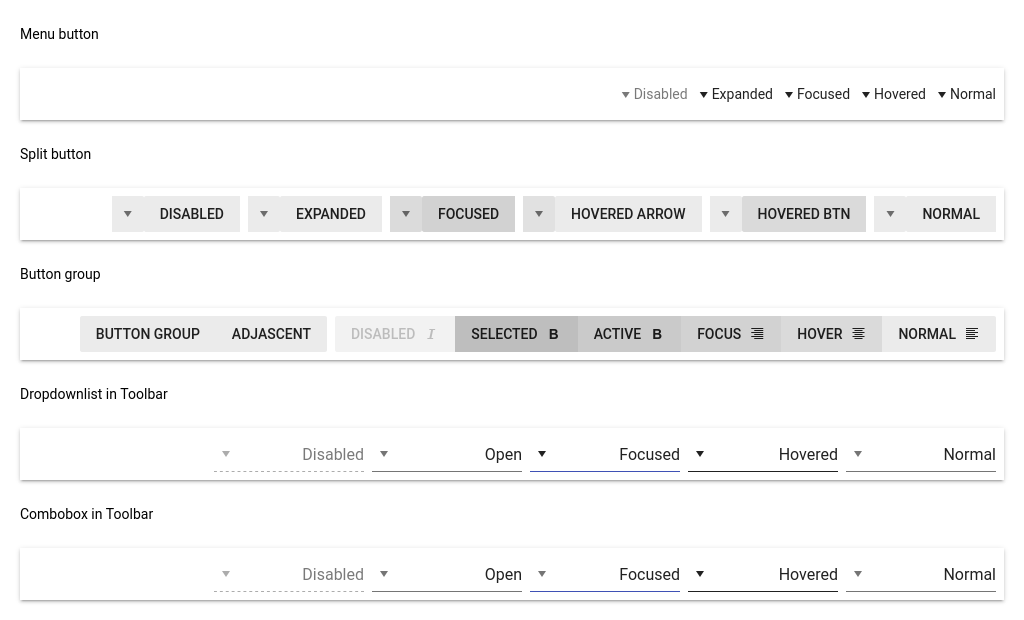 Menu button
Disabled Expanded Focused Hovered Normal
Split button
DISABLED EXPANDED FOCUSED HOVERED ARROW HOVERED BTN NORMAL
Button group
BUTTON GROUP ADJASCENT DISABLED I SELECTED B ACTIVE B FOCUS HOVER NORMAL
Dropdownlist in Toolbar
Disabled Open Focused Hovered Normal
Combobox in Toolbar
Disabled Open Focused Hovered Normal